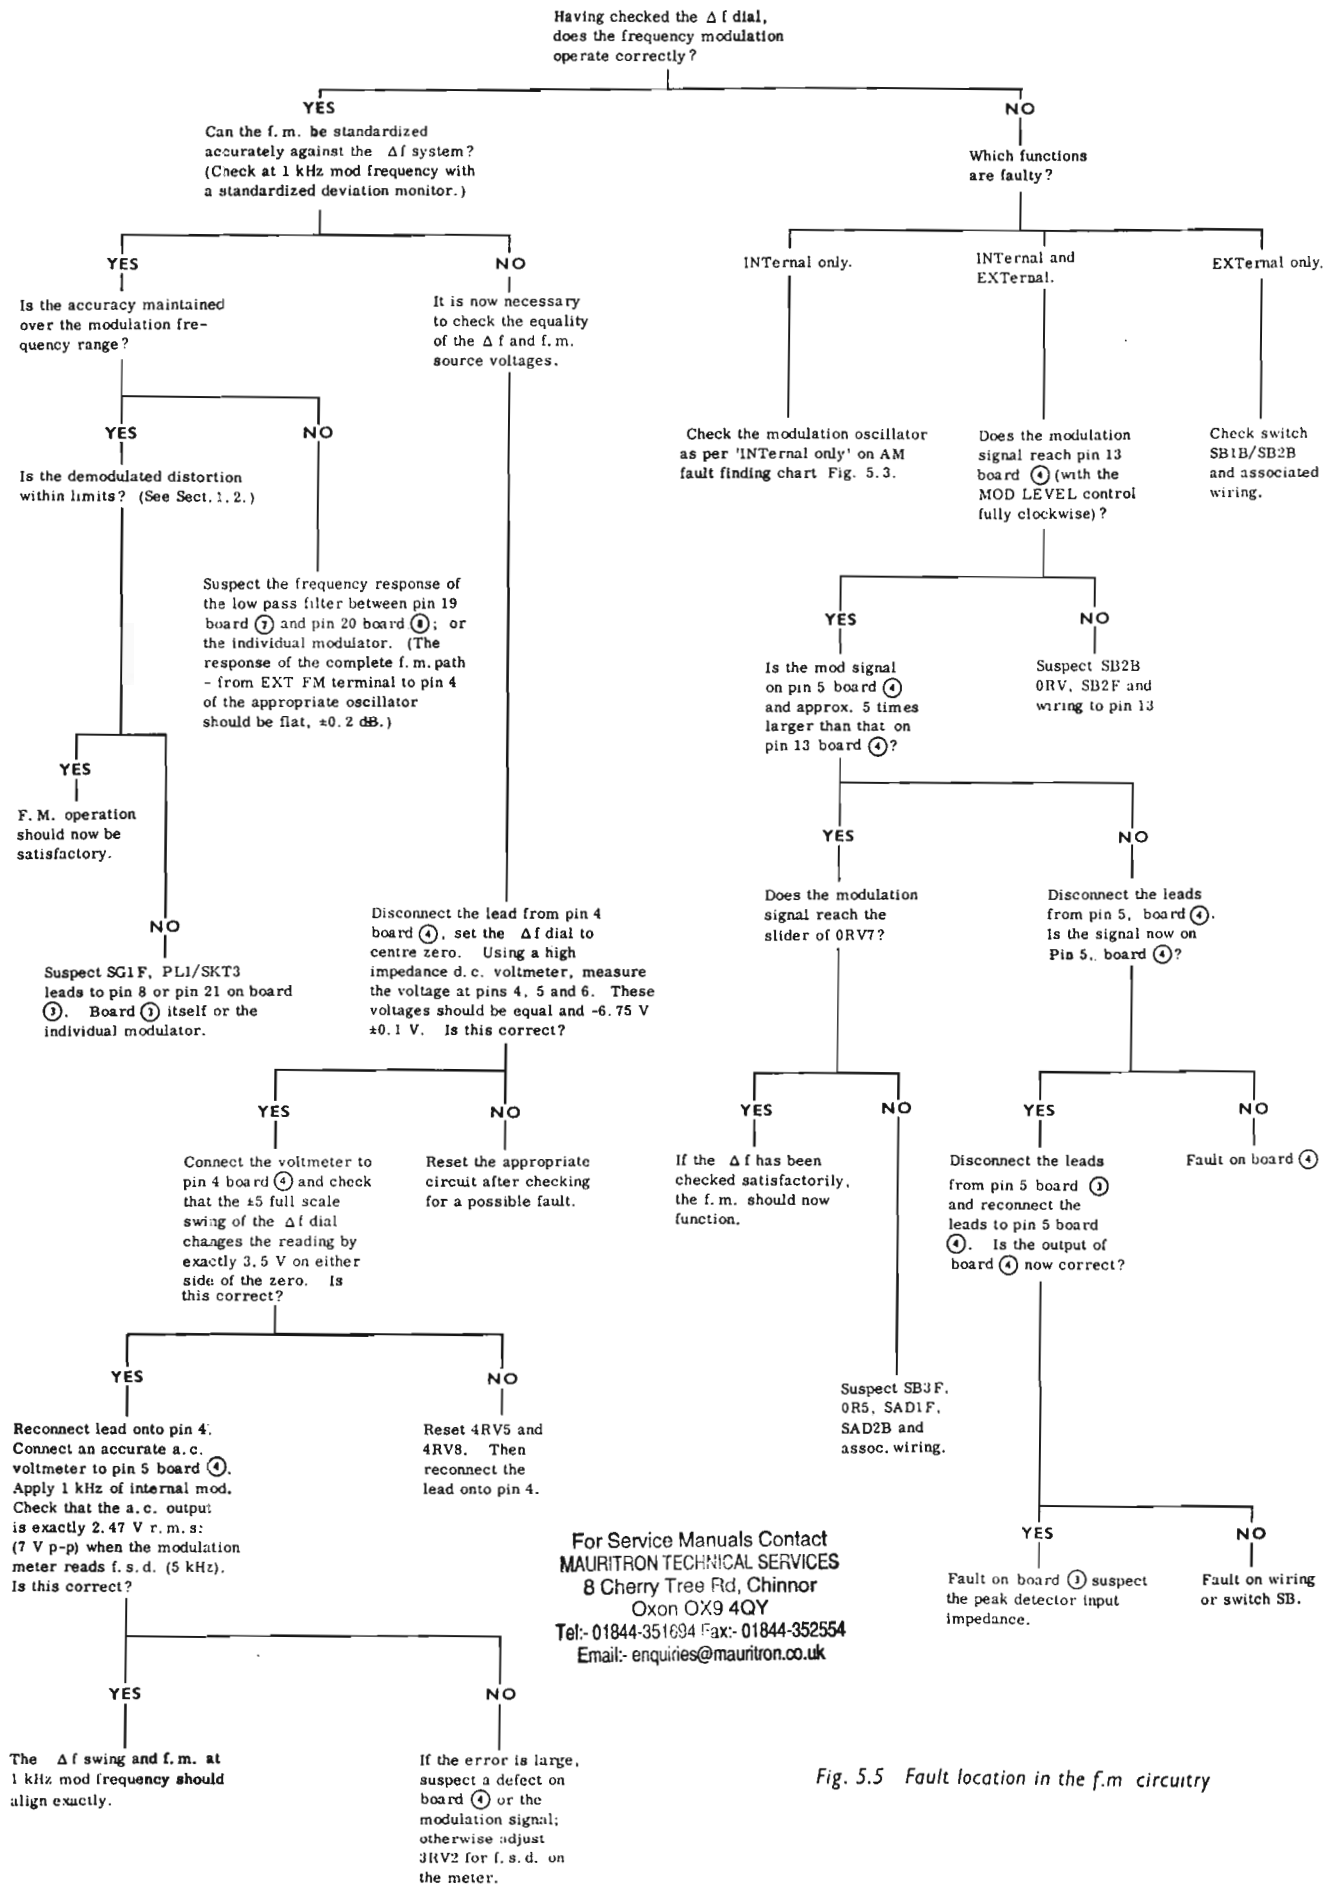 Having checked the Δ f dial,
does the frequency modulation
operate correctly?
YES
Can the f. m. be standardized
accurately against the Δf system?
(Check at 1 kHz mod frequency with
a standardized deviation monitor.)
NO
Which functions
are faulty?
YES
Is the accuracy maintained
over the modulation fre-
quency range?
NO
It is now necessary
to check the equality
of the Δ f and f. m.
source voltages.
INTernal only.
INTernal and
EXTernal.
EXTernal only.
YES
Is the demodulated distortion
within limits? (See Sect. 1. 2.)
NO
Suspect the frequency response of
the low pass filter between pin 19
board ⑦ and pin 20 board ⑧; or
the individual modulator. (The
response of the complete f. m. path
- from EXT FM terminal to pin 4
of the appropriate oscillator
should be flat, ±0. 2 dB.)
Check the modulation oscillator
as per 'INTernal only' on AM
fault finding chart Fig. 5.3.
Does the modulation
signal reach pin 13
board ④ (with the
MOD LEVEL control
fully clockwise)?
Check switch
SB1B/SB2B
and associated
wiring.
YES
Is the mod signal
on pin 5 board ④
and approx. 5 times
larger than that on
pin 13 board ④?
NO
Suspect SB2B
0RV, SB2F and
wiring to pin 13
YES
F. M. operation
should now be
satisfactory.
NO
Suspect SG1F, PL1/SKT3
leads to pin 8 or pin 21 on board
③. Board ③ itself or the
individual modulator.
YES
Does the modulation
signal reach the
slider of 0RV7?
NO
Disconnect the leads
from pin 5, board ④.
Is the signal now on
Pin 5, board ④?
Disconnect the lead from pin 4
board ④, set the Δf dial to
centre zero. Using a high
impedance d. c. voltmeter, measure
the voltage at pins 4, 5 and 6. These
voltages should be equal and -6. 75 V
±0. 1 V. Is this correct?
YES
Connect the voltmeter to
pin 4 board ④ and check
that the ±5 full scale
swing of the Δf dial
changes the reading by
exactly 3. 5 V on either
side of the zero. Is
this correct?
NO
Reset the appropriate
circuit after checking
for a possible fault.
YES
If the Δ f has been
checked satisfactorily,
the f. m. should now
function.
NO
Suspect SB3F,
0R5, SAD1F,
SAD2B and
assoc. wiring.
YES
Disconnect the leads
from pin 5 board ③
and reconnect the
leads to pin 5 board
④. Is the output of
board ④ now correct?
NO
Fault on board ④
YES
Reconnect lead onto pin 4.
Connect an accurate a. c.
voltmeter to pin 5 board ④.
Apply 1 kHz of internal mod.
Check that the a. c. output
is exactly 2. 47 V r. m. s:
(7 V p-p) when the modulation
meter reads f. s. d. (5 kHz).
Is this correct?
NO
Reset 4RV5 and
4RV8. Then
reconnect the
lead onto pin 4.
YES
Fault on board ③ suspect
the peak detector input
impedance.
NO
Fault on wiring
or switch SB.
For Service Manuals Contact
MAURITRON TECHNICAL SERVICES
8 Cherry Tree Rd, Chinnor
Oxon OX9 4QY
Tel:- 01844-351694 Fax:- 01844-352554
Email:- enquiries@mauritron.co.uk
YES
The Δ f swing and f. m. at
1 kHz mod frequency should
align exactly.
NO
If the error is large,
suspect a defect on
board ④ or the
modulation signal;
otherwise adjust
3RV2 for f. s. d. on
the meter.
Fig. 5.5 Fault location in the f.m circuitry